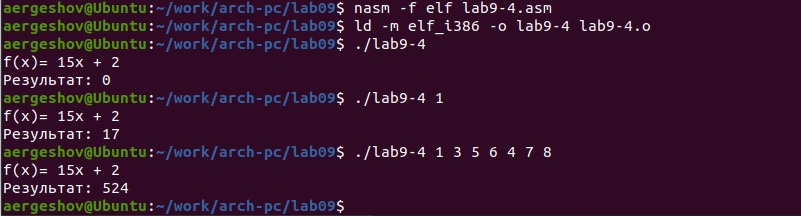 aergeshov@Ubuntu:~/work/arch-pc/lab09$ nasm -f elf lab9-4.asm
aergeshov@Ubuntu:~/work/arch-pc/lab09$ ld -m elf_i386 -o lab9-4 lab9-4.o
aergeshov@Ubuntu:~/work/arch-pc/lab09$ ./lab9-4
f(x)= 15x + 2
Результат: 0
aergeshov@Ubuntu:~/work/arch-pc/lab09$ ./lab9-4 1
f(x)= 15x + 2
Результат: 17
aergeshov@Ubuntu:~/work/arch-pc/lab09$ ./lab9-4 1 3 5 6 4 7 8
f(x)= 15x + 2
Результат: 524
aergeshov@Ubuntu:~/work/arch-pc/lab09$